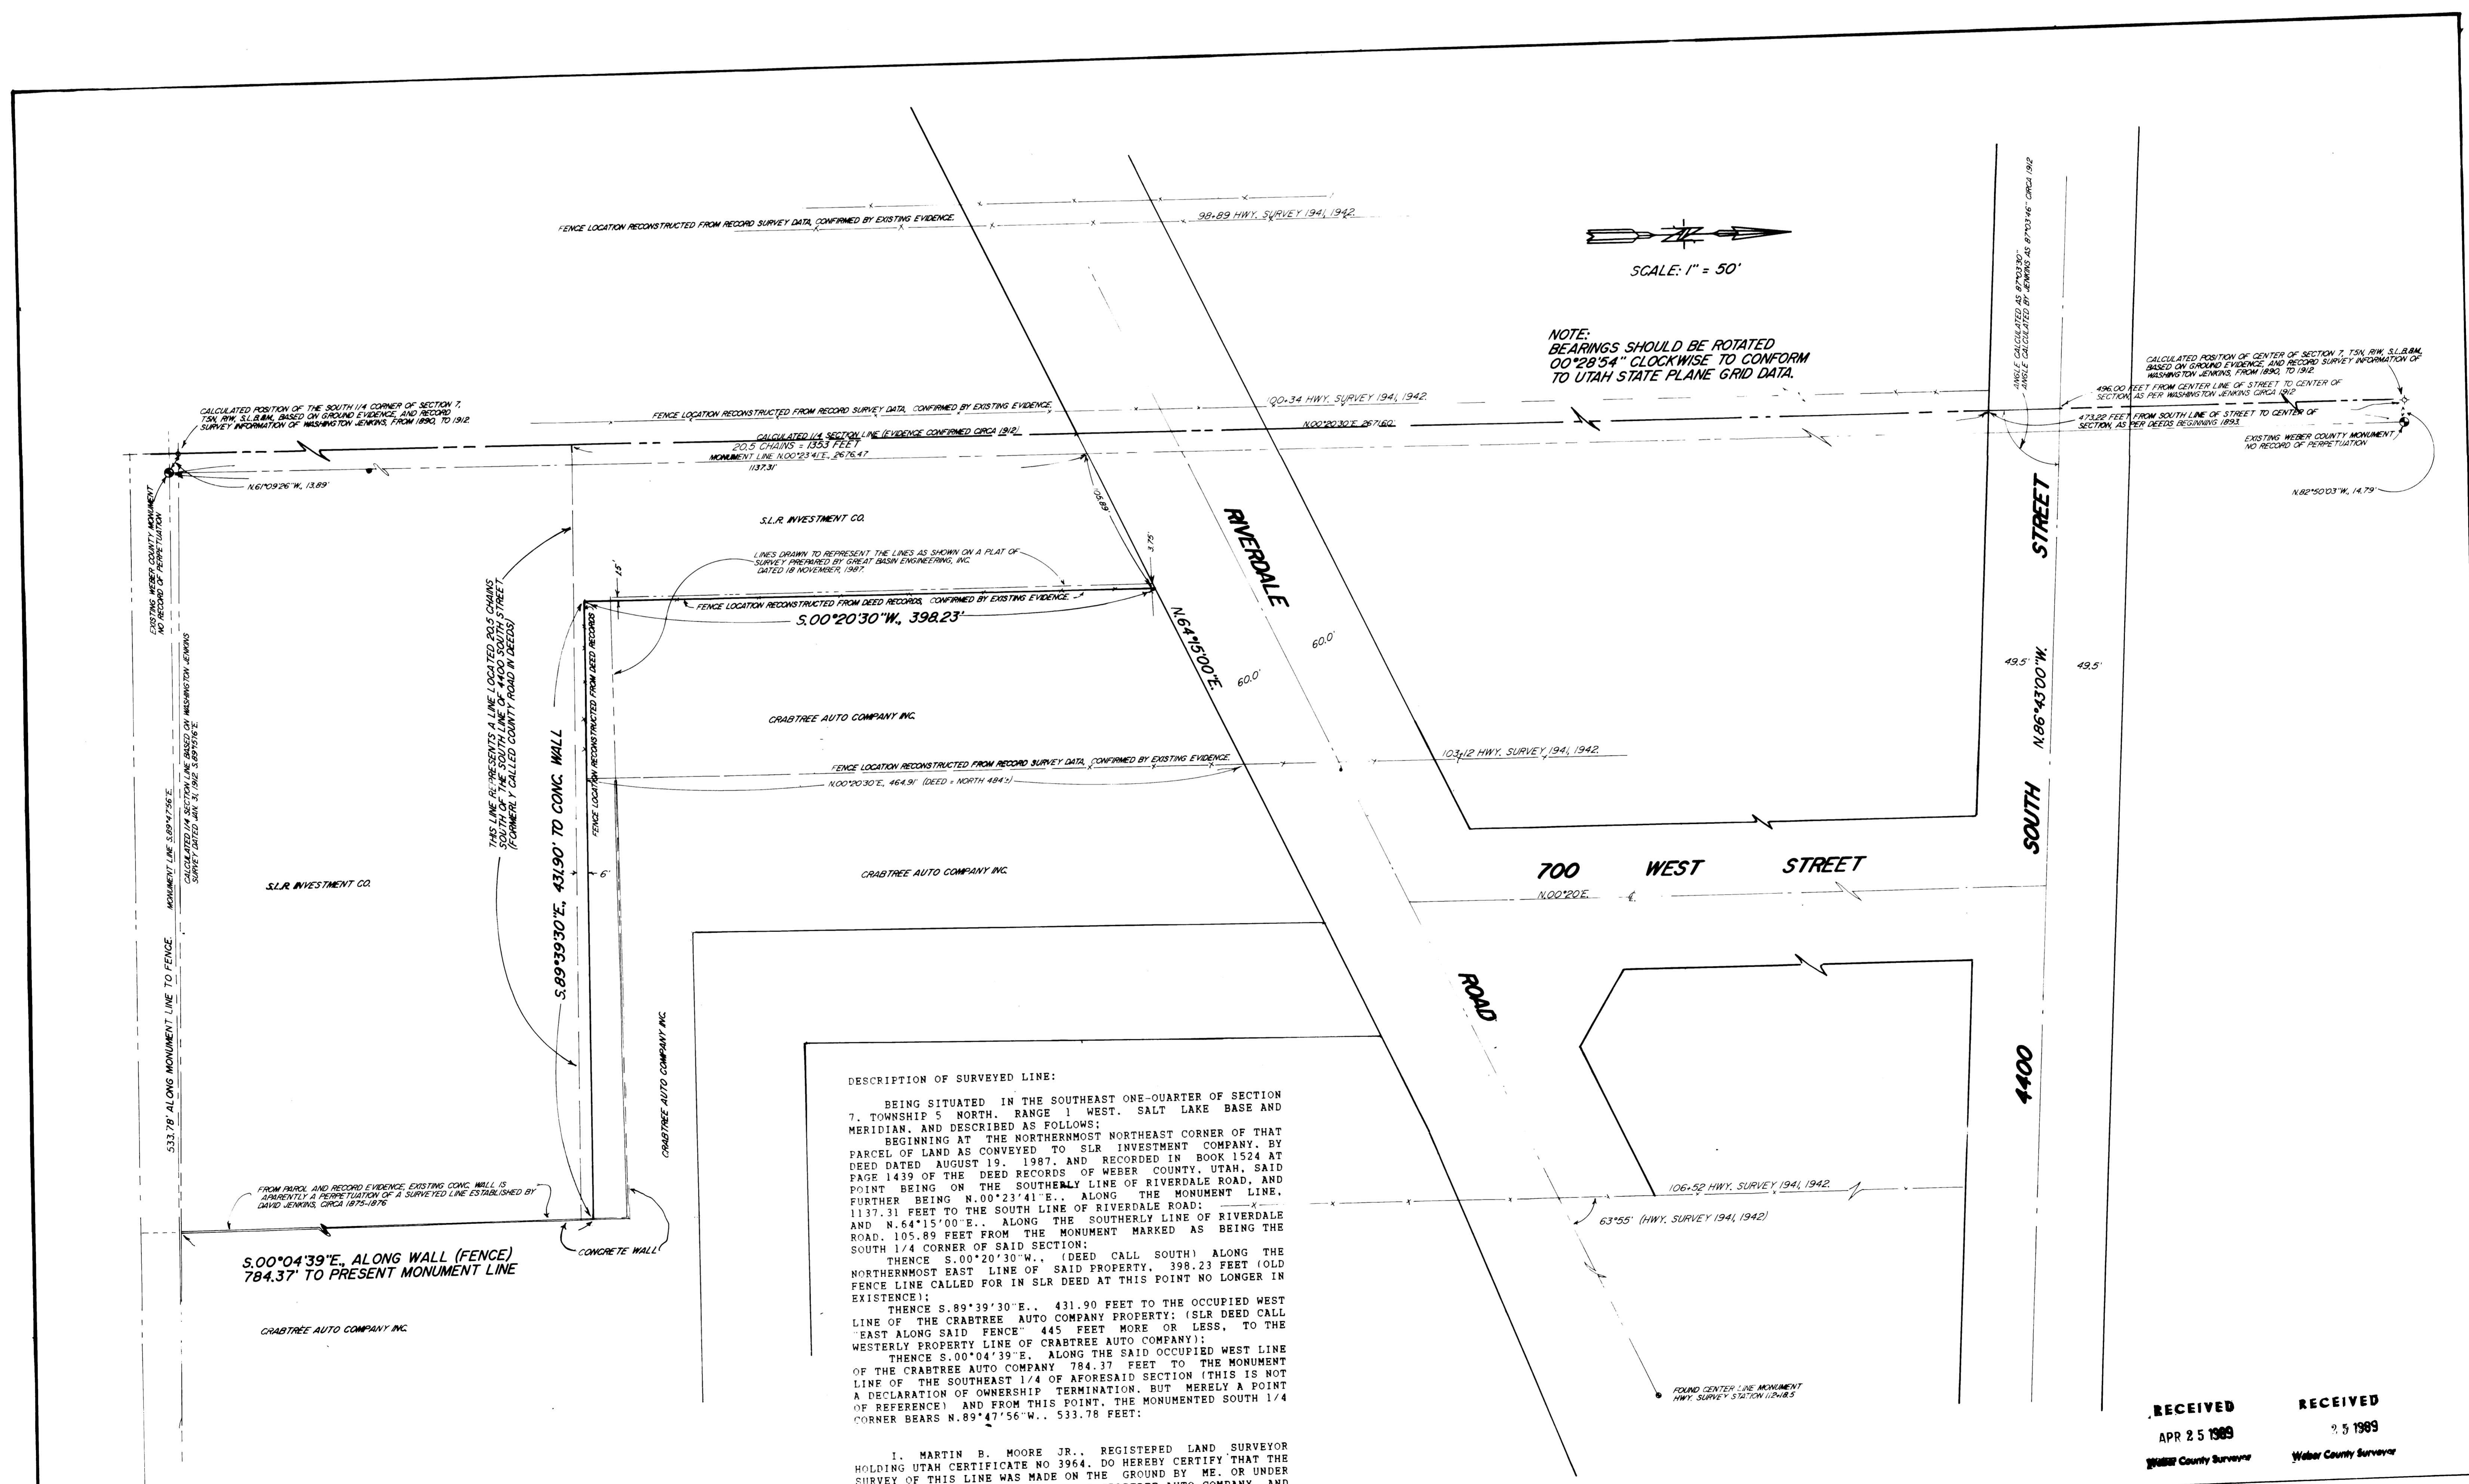 98+89 HWY. SURVEY 1941, 1942.
FENCE LOCATION RECONSTRUCTED FROM RECORD SURVEY DATA, CONFIRMED BY EXISTING EVIDENCE.
SCALE: 1" = 50'
NOTE:
BEARINGS SHOULD BE ROTATED
00°28'54" CLOCKWISE TO CONFORM
TO UTAH STATE PLANE GRID DATA.
ANGLE CALCULATED AS 87°03'30"
ANGLE CALCULATED BY JENKINS AS 87°03'46" CIRCA 1912
CALCULATED POSITION OF CENTER OF SECTION 7, T5N, R1W, S.L.B.&M.,
BASED ON GROUND EVIDENCE, AND RECORD SURVEY INFORMATION OF
WASHINGTON JENKINS, FROM 1890, TO 1912.
496.00 FEET FROM CENTER LINE OF STREET TO CENTER OF
SECTION, AS PER WASHINGTON JENKINS CIRCA 1912
473.22 FEET FROM SOUTH LINE OF STREET TO CENTER OF
SECTION, AS PER DEEDS BEGINNING 1893.
EXISTING WEBER COUNTY MONUMENT
NO RECORD OF PERPETUATION
N.82°50'03"W., 14.79'
CALCULATED POSITION OF THE SOUTH 1/4 CORNER OF SECTION 7,
T5N, R1W, S.L.B.&M., BASED ON GROUND EVIDENCE, AND RECORD
SURVEY INFORMATION OF WASHINGTON JENKINS, FROM 1890, TO 1912.
FENCE LOCATION RECONSTRUCTED FROM RECORD SURVEY DATA, CONFIRMED BY EXISTING EVIDENCE.
100+34 HWY. SURVEY 1941, 1942.
CALCULATED 1/4 SECTION LINE (EVIDENCE CONFIRMED CIRCA 1912)
N.00°20'30"E., 2671.60'
20.5 CHAINS = 1353 FEET
MONUMENT LINE N.00°23'41"E., 2676.47
1137.31'
N.61°09'26"W., 13.89'
EXISTING WEBER COUNTY MONUMENT
NO RECORD OF PERPETUATION
105.89'
3.75'
S.L.R. INVESTMENT CO.
LINES DRAWN TO REPRESENT THE LINES AS SHOWN ON A PLAT OF
SURVEY PREPARED BY GREAT BASIN ENGINEERING, INC.
DATED 18 NOVEMBER, 1987.
15'
FENCE LOCATION RECONSTRUCTED FROM DEED RECORDS, CONFIRMED BY EXISTING EVIDENCE.
S.00°20'30"W., 398.23'
N.64°15'00"E.
RIVERDALE
60.0'
60.0'
THIS LINE REPRESENTS A LINE LOCATED 20.5 CHAINS
SOUTH OF THE SOUTH LINE OF 4400 SOUTH STREET.
(FORMERLY CALLED COUNTY ROAD IN DEEDS)
FENCE LOCATION RECONSTRUCTED FROM DEED RECORDS
S.89°39'30"E., 431.90' TO CONC. WALL
6'
CRABTREE AUTO COMPANY INC.
FENCE LOCATION RECONSTRUCTED FROM RECORD SURVEY DATA, CONFIRMED BY EXISTING EVIDENCE.
103+12 HWY. SURVEY 1941, 1942.
N.00°20'30"E., 464.91' (DEED = NORTH 484'±)
STREET
49.5'
N.86°43'00"W.
49.5'
SOUTH
4400
S.L.R. INVESTMENT CO.
CRABTREE AUTO COMPANY INC.
700 WEST STREET
N.00°20'E.
MONUMENT LINE S.89°47'56"E.
CALCULATED 1/4 SECTION LINE BASED ON WASHINGTON JENKINS
SURVEY DATED JAN. 31, 1912. S.89°51'16"E.
533.78' ALONG MONUMENT LINE TO FENCE.
ROAD
CRABTREE AUTO COMPANY INC.
FROM PAROL AND RECORD EVIDENCE, EXISTING CONC. WALL IS
APARENTLY A PERPETUATION OF A SURVEYED LINE ESTABLISHED BY
DAVID JENKINS, CIRCA 1875-1876
CONCRETE WALL
S.00°04'39"E., ALONG WALL (FENCE)
784.37' TO PRESENT MONUMENT LINE
CRABTREE AUTO COMPANY INC.
106+52 HWY. SURVEY 1941, 1942.
63°55' (HWY. SURVEY 1941, 1942)
FOUND CENTER LINE MONUMENT
HWY. SURVEY STATION 112+18.5
DESCRIPTION OF SURVEYED LINE:
BEING SITUATED IN THE SOUTHEAST ONE-QUARTER OF SECTION
7, TOWNSHIP 5 NORTH, RANGE 1 WEST, SALT LAKE BASE AND
MERIDIAN, AND DESCRIBED AS FOLLOWS;
BEGINNING AT THE NORTHERNMOST NORTHEAST CORNER OF THAT
PARCEL OF LAND AS CONVEYED TO SLR INVESTMENT COMPANY, BY
DEED DATED AUGUST 19, 1987, AND RECORDED IN BOOK 1524 AT
PAGE 1439 OF THE DEED RECORDS OF WEBER COUNTY, UTAH, SAID
POINT BEING ON THE SOUTHERLY LINE OF RIVERDALE ROAD, AND
FURTHER BEING N.00°23'41"E., ALONG THE MONUMENT LINE,
1137.31 FEET TO THE SOUTH LINE OF RIVERDALE ROAD;
AND N.64°15'00"E., ALONG THE SOUTHERLY LINE OF RIVERDALE
ROAD, 105.89 FEET FROM THE MONUMENT MARKED AS BEING THE
SOUTH 1/4 CORNER OF SAID SECTION;
THENCE S.00°20'30"W., (DEED CALL SOUTH) ALONG THE
NORTHERNMOST EAST LINE OF SAID PROPERTY, 398.23 FEET (OLD
FENCE LINE CALLED FOR IN SLR DEED AT THIS POINT NO LONGER IN
EXISTENCE);
THENCE S.89°39'30"E., 431.90 FEET TO THE OCCUPIED WEST
LINE OF THE CRABTREE AUTO COMPANY PROPERTY; (SLR DEED CALL
"EAST ALONG SAID FENCE" 445 FEET MORE OR LESS, TO THE
WESTERLY PROPERTY LINE OF CRABTREE AUTO COMPANY);
THENCE S.00°04'39"E, ALONG THE SAID OCCUPIED WEST LINE
OF THE CRABTREE AUTO COMPANY 784.37 FEET TO THE MONUMENT
LINE OF THE SOUTHEAST 1/4 OF AFORESAID SECTION (THIS IS NOT
A DECLARATION OF OWNERSHIP TERMINATION, BUT MERELY A POINT
OF REFERENCE) AND FROM THIS POINT, THE MONUMENTED SOUTH 1/4
CORNER BEARS N.89°47'56"W., 533.78 FEET;
I, MARTIN B. MOORE JR., REGISTERED LAND SURVEYOR
HOLDING UTAH CERTIFICATE NO 3964, DO HEREBY CERTIFY THAT THE
SURVEY OF THIS LINE WAS MADE ON THE GROUND BY ME, OR UNDER
RECEIVED
APR 25 1989
Weber County Surveyor
RECEIVED
25 1989
Weber County Surveyor